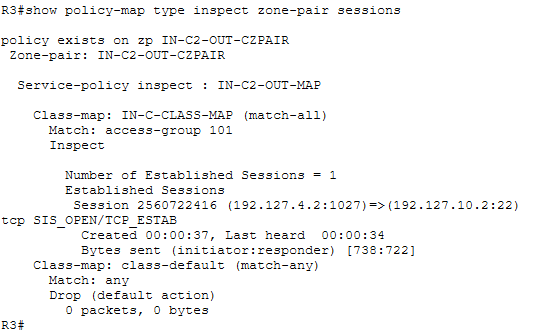 R3#show policy-map type inspect zone-pair sessions
policy exists on zp IN-C2-OUT-CZPAIR
Zone-pair: IN-C2-OUT-CZPAIR
Service-policy inspect : IN-C2-OUT-MAP
Class-map: IN-C-CLASS-MAP (match-all)
Match: access-group 101
Inspect
Number of Established Sessions = 1
Established Sessions
Session 2560722416 (192.127.4.2:1027)=>(192.127.10.2:22)
tcp SIS_OPEN/TCP_ESTAB
Created 00:00:37, Last heard 00:00:34
Bytes sent (initiator:responder) [738:722]
Class-map: class-default (match-any)
Match: any
Drop (default action)
0 packets, 0 bytes
R3#